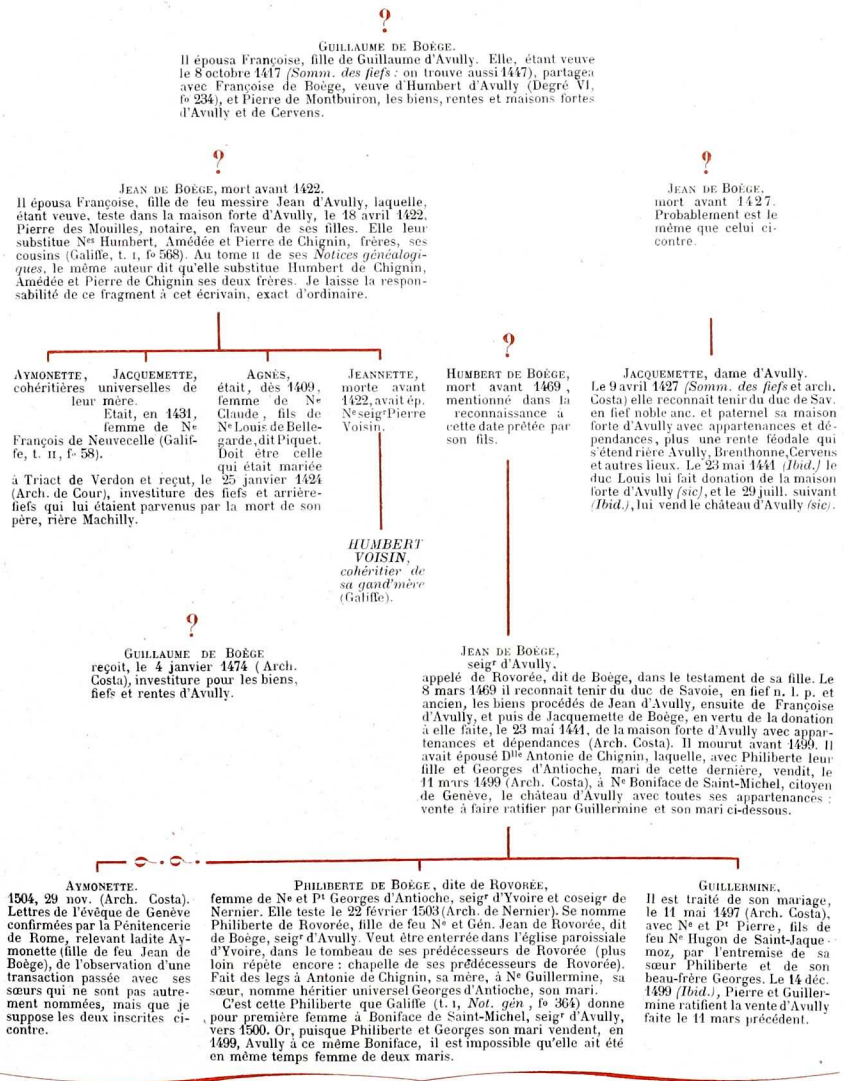 ?
GUILLAUME DE BOËGE.
Il épousa Françoise, fille de Guillaume d'Avully. Elle, étant veuve
le 8 octobre 1417 (Somm. des fiefs : on trouve aussi 1447), partagea
avec Françoise de Boëge, veuve d'Humbert d'Avully (Degré VI,
fo 234), et Pierre de Montbuiron, les biens, rentes et maisons fortes
d'Avully et de Cervens.
?
JEAN DE BOËGE, mort avant 1422.
Il épousa Françoise, fille de feu messire Jean d'Avully, laquelle,
étant veuve, teste dans la maison forte d'Avully, le 18 avril 1422,
Pierre des Mouilles, notaire, en faveur de ses filles. Elle leur
substitue Nes Humbert, Amédée et Pierre de Chignin, frères, ses
cousins (Galiffe, t. I, fo 568). Au tome II de ses Notices généalogi-
ques, le même auteur dit qu'elle substitue Humbert de Chignin,
Amédée et Pierre de Chignin ses deux frères. Je laisse la respon-
sabilité de ce fragment à cet écrivain, exact d'ordinaire.
?
JEAN DE BOËGE,
mort avant 1427.
Probablement est le
même que celui ci-
contre.
AYMONETTE, JACQUEMETTE,
cohéritières universelles de
leur mère.
Etait, en 1431,
femme de Ne
François de Neuvecelle (Galif-
fe, t. II, fo 58).
AGNÈS,
était, dès 1409,
femme de Ne
Claude, fils de
Ne Louis de Belle-
garde, dit Piquet.
Doit être celle
qui était mariée
à Triact de Verdon et reçut, le 25 janvier 1424
(Arch. de Cour), investiture des fiefs et arrière-
fiefs qui lui étaient parvenus par la mort de son
père, rière Machilly.
JEANNETTE,
morte avant
1422, avait ép.
Ne seigr Pierre
Voisin.
HUMBERT VOISIN,
cohéritier de
sa gand'mère
(Galiffe).
?
HUMBERT DE BOËGE,
mort avant 1469,
mentionné dans la
reconnaissance à
cette date prêtée par
son fils.
JACQUEMETTE, dame d'Avully.
Le 9 avril 1427 (Somm. des fiefs et arch.
Costa) elle reconnait tenir du duc de Sav.
en fief noble anc. et paternel sa maison
forte d'Avully avec appartenances et dé-
pendances, plus une rente féodale qui
s'étend rière Avully, Brenthonne, Cervens
et autres lieux. Le 23 mai 1441 (Ibid.) le
duc Louis lui fait donation de la maison
forte d'Avully (sic), et le 29 juill. suivant
(Ibid.), lui vend le château d'Avully (sic).
?
GUILLAUME DE BOËGE
reçoit, le 4 janvier 1474 (Arch.
Costa), investiture pour les biens,
fiefs et rentes d'Avully.
JEAN DE BOËGE,
seigr d'Avully,
appelé de Rovorée, dit de Boëge, dans le testament de sa fille. Le
8 mars 1469 il reconnait tenir du duc de Savoie, en fief n. l. p. et
ancien, les biens procédés de Jean d'Avully, ensuite de Françoise
d'Avully, et puis de Jacquemette de Boëge, en vertu de la donation
à elle faite, le 23 mai 1441, de la maison forte d'Avully avec appar-
tenances et dépendances (Arch. Costa). Il mourut avant 1499. Il
avait épousé Dlle Antonie de Chignin, laquelle, avec Philiberte leur
fille et Georges d'Antioche, mari de cette dernière, vendit, le
11 mars 1499 (Arch. Costa), à Ne Boniface de Saint-Michel, citoyen
de Genève, le château d'Avully avec toutes ses appartenances :
vente à faire ratifier par Guillermine et son mari ci-dessous.
AYMONETTE.
1504, 29 nov. (Arch. Costa).
Lettres de l'évêque de Genève
confirmées par la Pénitencerie
de Rome, relevant ladite Ay-
monette (fille de feu Jean de
Boëge), de l'observation d'une
transaction passée avec ses
sœurs qui ne sont pas autre-
ment nommées, mais que je
suppose les deux inscrites ci-
contre.
PHILIBERTE DE BOËGE, dite de ROVORÉE,
femme de Ne et Pt Georges d'Antioche, seigr d'Yvoire et coseigr de
Nernier. Elle teste le 22 février 1503 (Arch. de Nernier). Se nomme
Philiberte de Rovorée, fille de feu Ne et Gén. Jean de Rovorée, dit
de Boëge, seigr d'Avully. Veut être enterrée dans l'église paroissiale
d'Yvoire, dans le tombeau de ses prédécesseurs de Rovorée (plus
loin répète encore : chapelle de ses prédécesseurs de Rovorée).
Fait des legs à Antonie de Chignin, sa mère, à Ne Guillermine, sa
sœur, nomme héritier universel Georges d'Antioche, son mari.
C'est cette Philiberte que Galiffe (t. I, Not. gén, fo 364) donne
pour première femme à Boniface de Saint-Michel, seigr d'Avully,
vers 1500. Or, puisque Philiberte et Georges son mari vendent, en
1499, Avully à ce même Boniface, il est impossible qu'elle ait été
en même temps femme de deux maris.
GUILLERMINE,
Il est traité de son mariage,
le 11 mai 1497 (Arch. Costa),
avec Ne et Pt Pierre, fils de
feu Ne Hugon de Saint-Jaque-
moz, par l'entremise de sa
sœur Philiberte et de son
beau-frère Georges. Le 14 déc.
1499 (Ibid.), Pierre et Guiller-
mine ratifient la vente d'Avully
faite le 11 mars précédent.